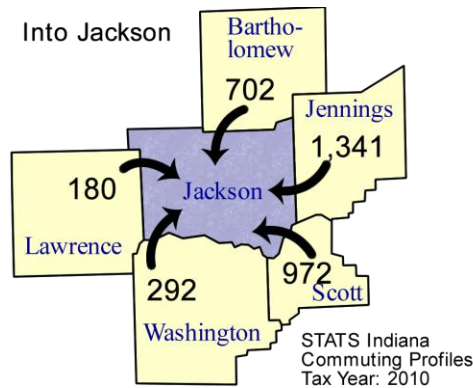 Into Jackson
Bartho-
lomew
702
Jennings
1,341
180
Jackson
Lawrence
292
972
Scott
Washington
STATS Indiana
Commuting Profiles
Tax Year: 2010